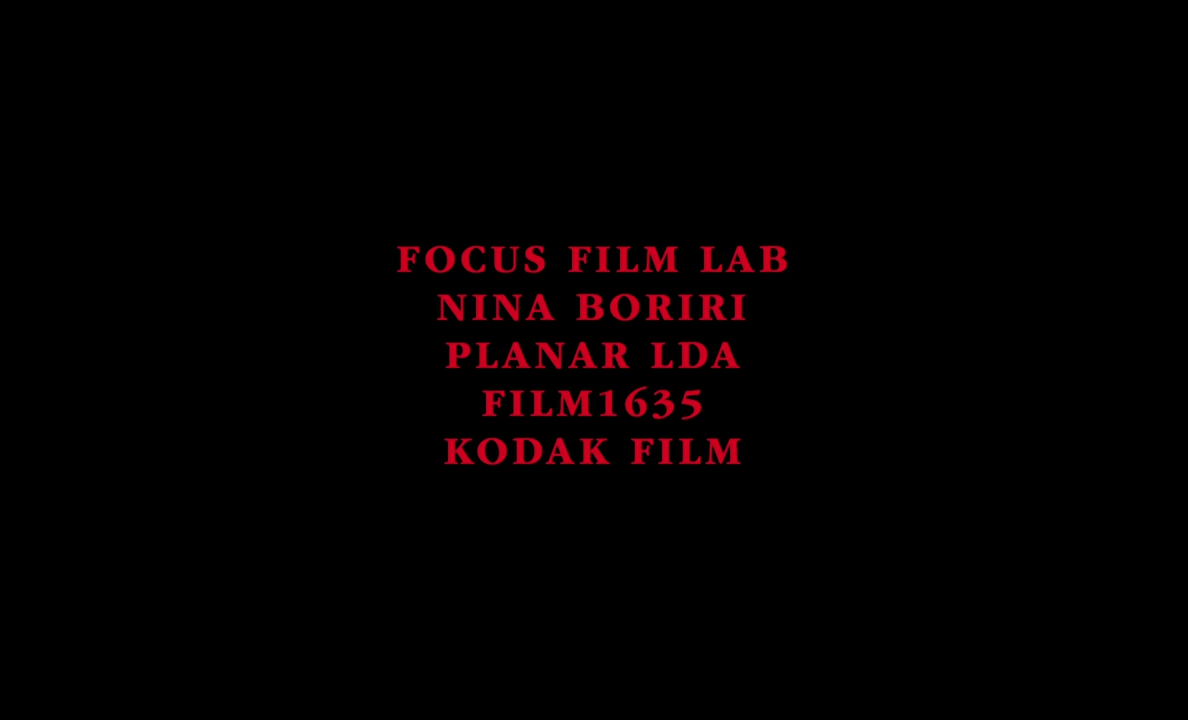 FOCUS FILM LAB
NINA BORIRI
PLANAR LDA
FILM1635
KODAK FILM